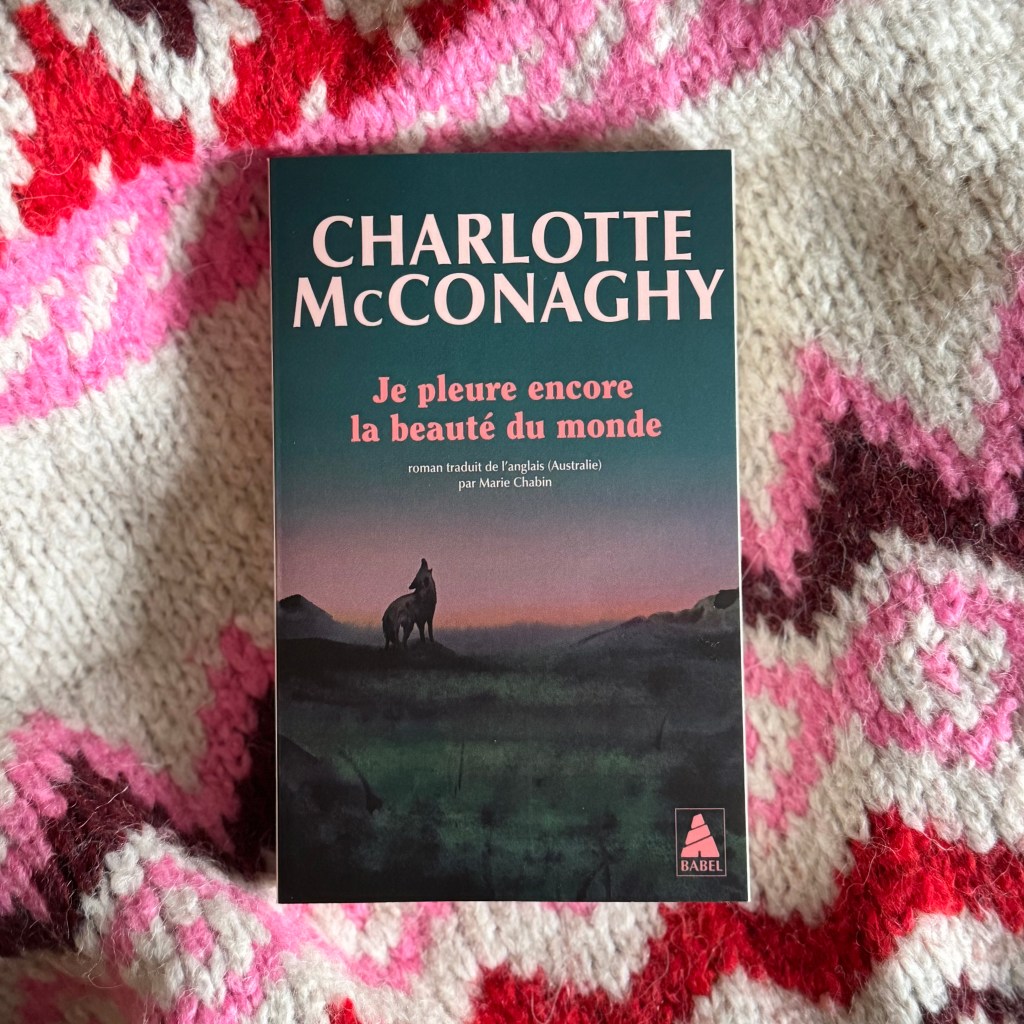 CHARLOTTE
McCONAGHY
Je pleure encore
la beauté du monde
roman traduit de l'anglais (Australie)
par Marie Chabin
BABEL